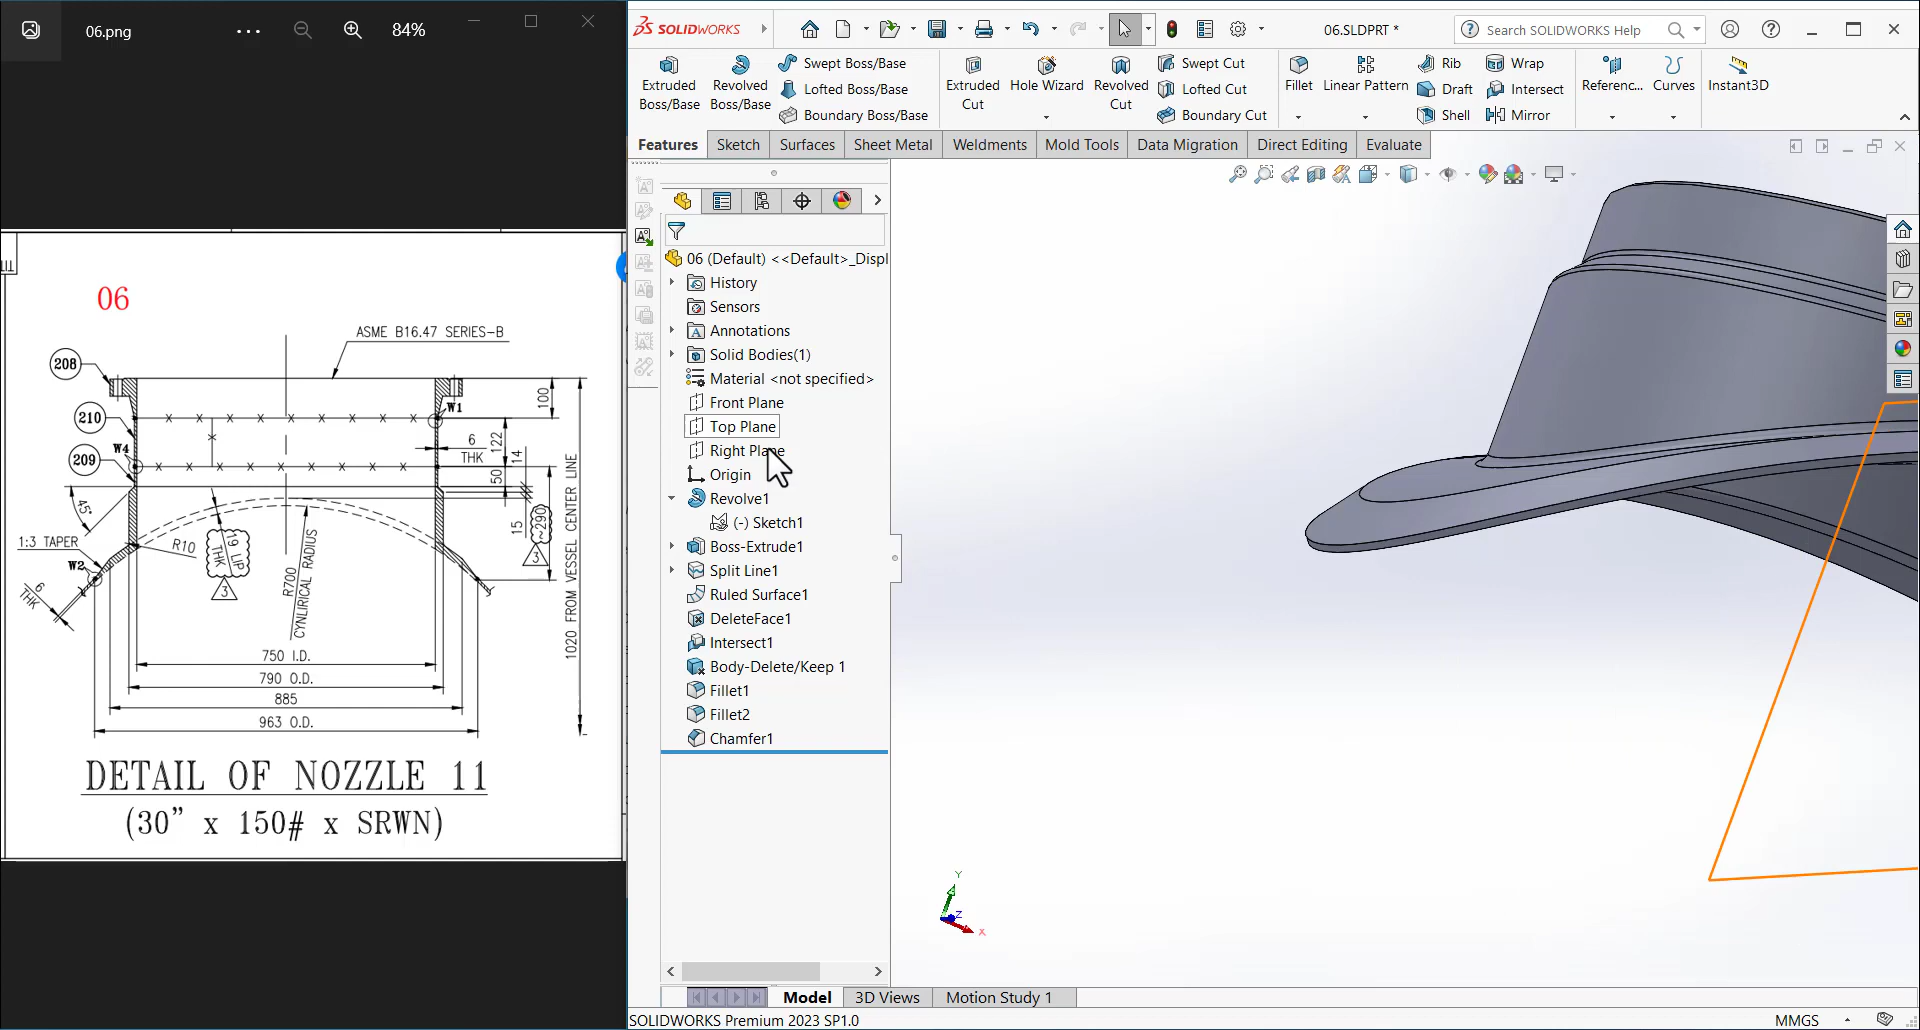 06.png
84%
06
ASME B16.47 SERIES-B
208
210
W4
209
W1
100
6
THK
122
14
50
45°
1:3 TAPER
W2
R10
19 LIP
THK
3
R700
CYNLIRICAL RADIUS
15
~290
3
1020 FROM VESSEL CENTER LINE
6
THK
750 I.D.
790 O.D.
885
963 O.D.
DETAIL OF NOZZLE 11
(30" x 150# x SRWN)
SOLIDWORKS
06.SLDPRT *
Search SOLIDWORKS Help
Extruded Boss/Base
Revolved Boss/Base
Swept Boss/Base
Lofted Boss/Base
Boundary Boss/Base
Extruded Cut
Hole Wizard
Revolved Cut
Swept Cut
Lofted Cut
Boundary Cut
Fillet
Linear Pattern
Rib
Draft
Shell
Wrap
Intersect
Mirror
Referenc...
Curves
Instant3D
Features
Sketch
Surfaces
Sheet Metal
Weldments
Mold Tools
Data Migration
Direct Editing
Evaluate
06 (Default) <<Default>_Displ
History
Sensors
Annotations
Solid Bodies(1)
Material <not specified>
Front Plane
Top Plane
Right Plane
Origin
Revolve1
(-) Sketch1
Boss-Extrude1
Split Line1
Ruled Surface1
DeleteFace1
Intersect1
Body-Delete/Keep 1
Fillet1
Fillet2
Chamfer1
Y
Z
X
Model
3D Views
Motion Study 1
SOLIDWORKS Premium 2023 SP1.0
MMGS